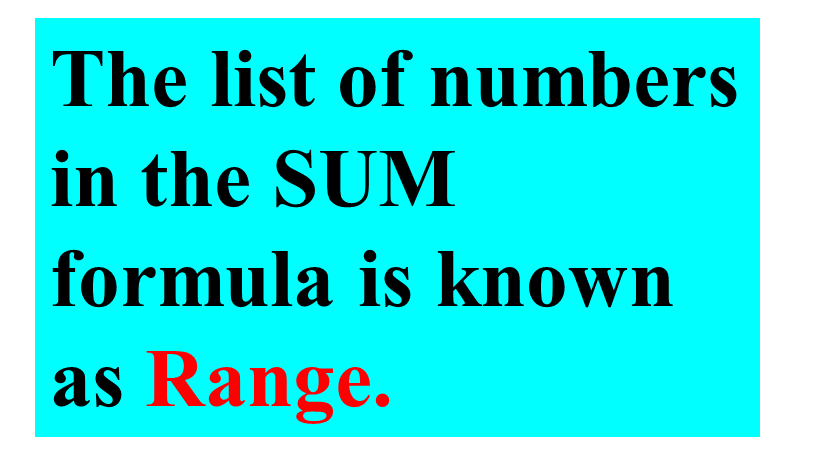 The list of numbers
in the SUM
formula is known
as Range.